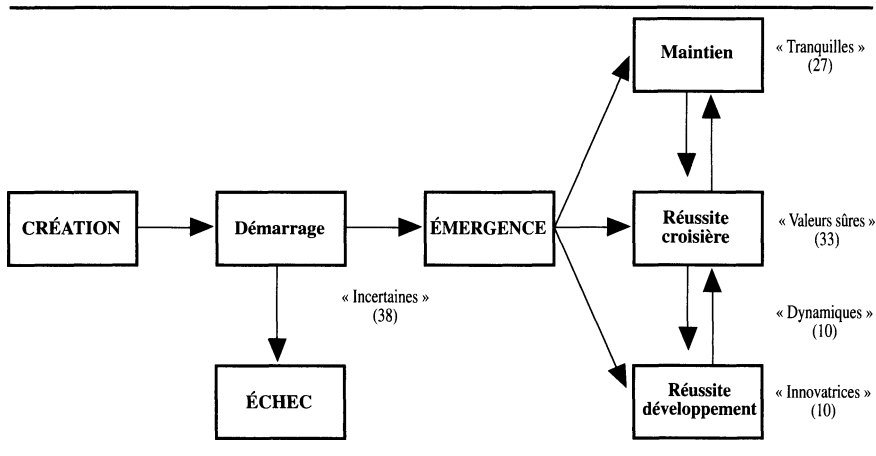 Maintien
« Tranquilles »
(27)
CRÉATION
Démarrage
ÉMERGENCE
Réussite
croisière
« Valeurs sûres »
(33)
« Incertaines »
(38)
« Dynamiques »
(10)
ÉCHEC
Réussite
développement
« Innovatrices »
(10)